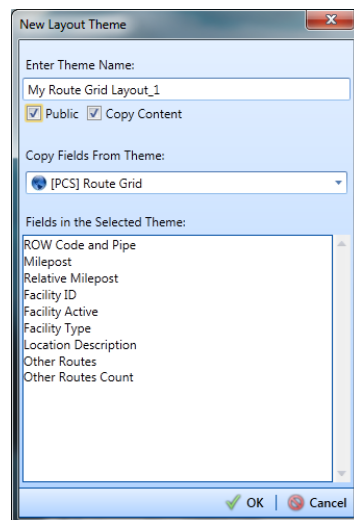 New Layout Theme
Enter Theme Name:
My Route Grid Layout_1
Public Copy Content
Copy Fields From Theme:
[PCS] Route Grid
Fields in the Selected Theme:
ROW Code and Pipe
Milepost
Relative Milepost
Facility ID
Facility Active
Facility Type
Location Description
Other Routes
Other Routes Count
OK | Cancel